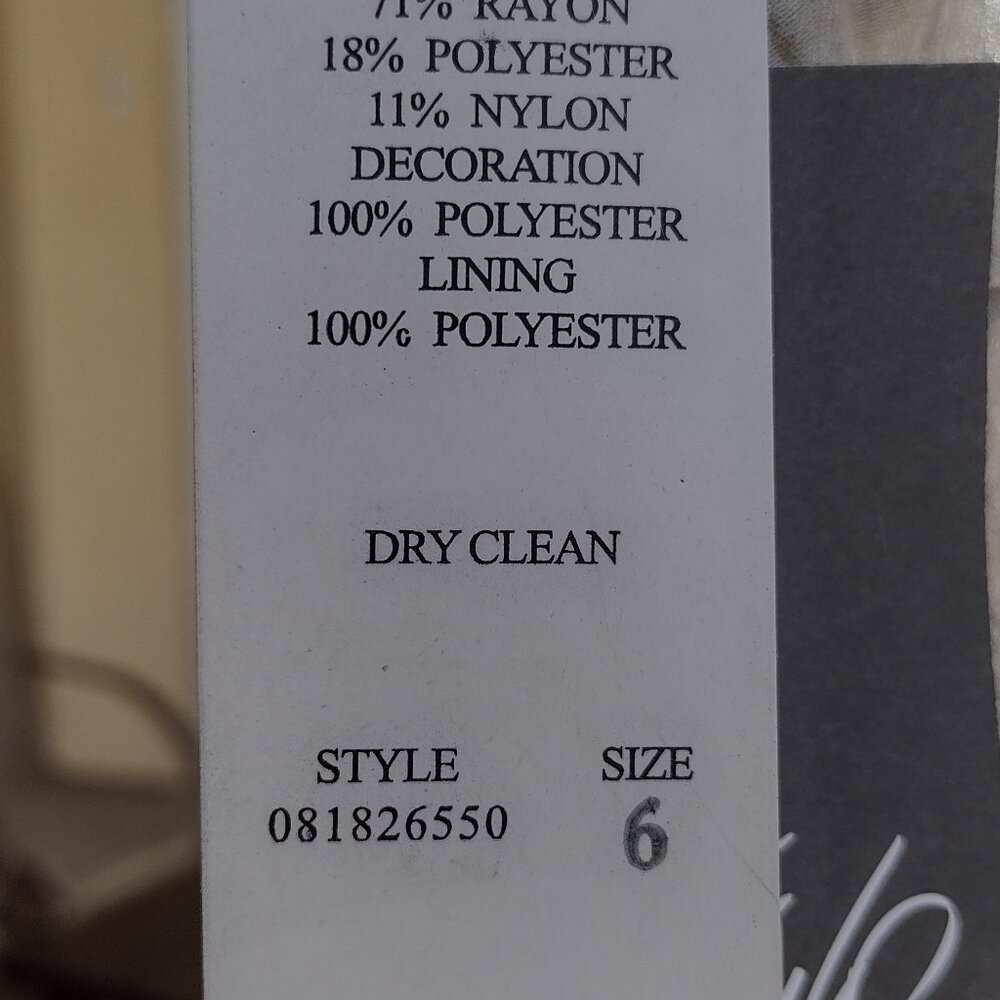 71% RAYON
18% POLYESTER
11% NYLON
DECORATION
100% POLYESTER
LINING
100% POLYESTER
DRY CLEAN
STYLE SIZE
081826550 6